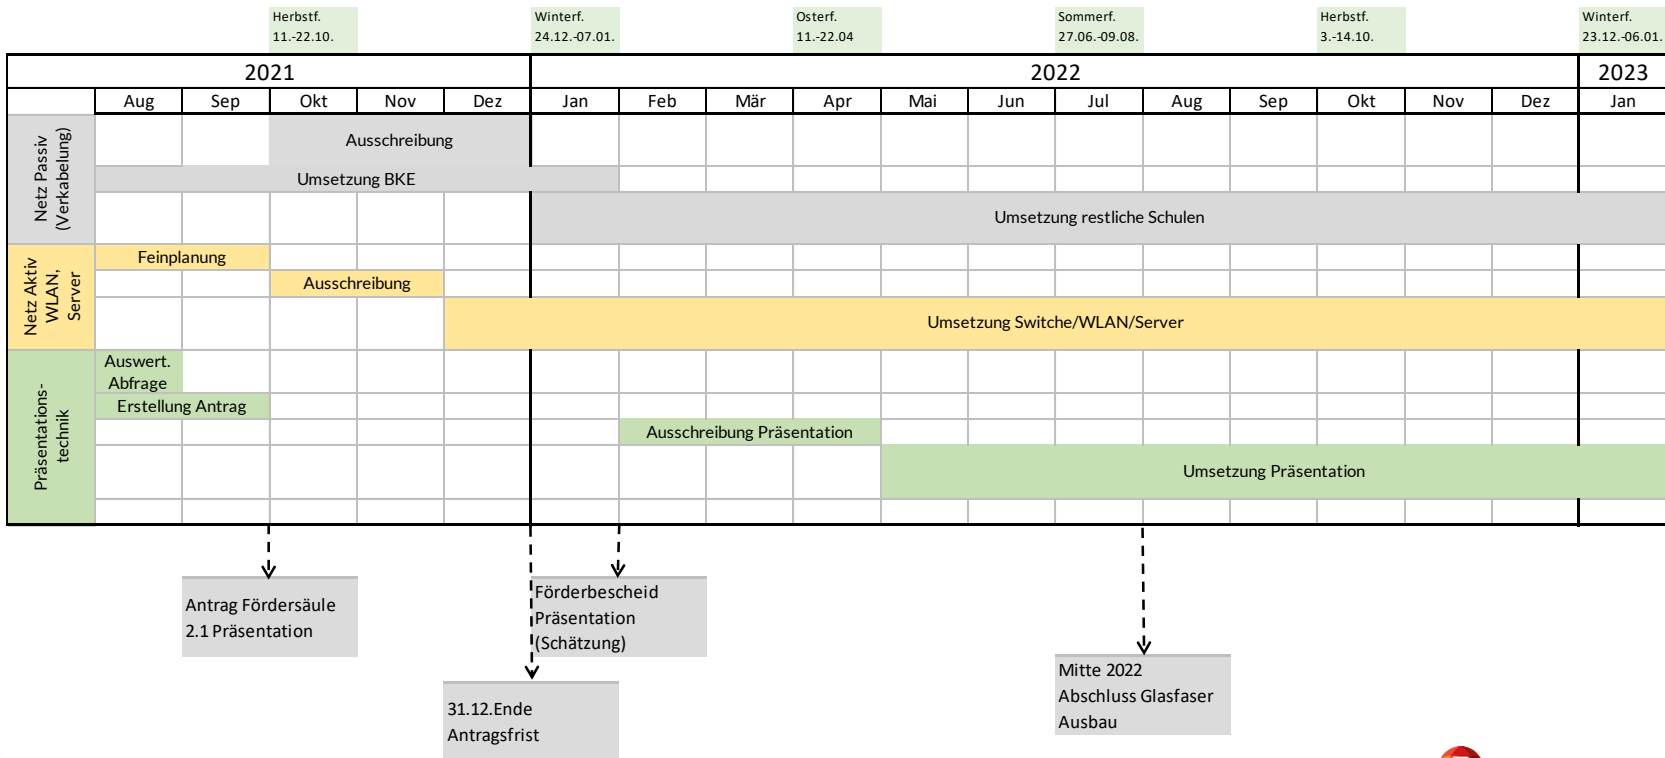 Herbstf.
11.-22.10.
Winterf.
24.12.-07.01.
Osterf.
11.-22.04
Sommerf.
27.06.-09.08.
Herbstf.
3.-14.10.
Winterf.
23.12.-06.01.
2021
2022
2023
Aug Sep Okt Nov Dez Jan Feb Mär Apr Mai Jun Jul Aug Sep Okt Nov Dez Jan
Netz Passiv
(Verkabelung)
Ausschreibung
Umsetzung BKE
Umsetzung restliche Schulen
Netz Aktiv
WLAN,
Server
Feinplanung
Ausschreibung
Umsetzung Switche/WLAN/Server
Präsentations-
technik
Auswert.
Abfrage
Erstellung Antrag
Ausschreibung Präsentation
Umsetzung Präsentation
Antrag Fördersäule
2.1 Präsentation
Förderbescheid
Präsentation
(Schätzung)
31.12.Ende
Antragsfrist
Mitte 2022
Abschluss Glasfaser
Ausbau